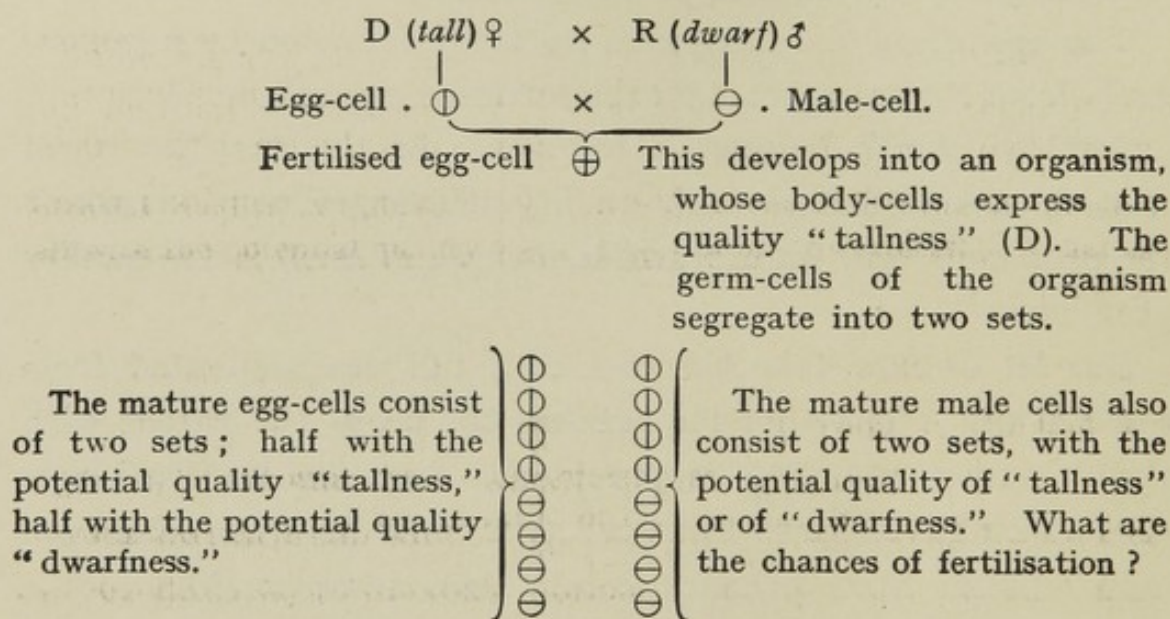 D (tall) ♀ × R (dwarf) ♂
Egg-cell . ⦶ × ⊖ . Male-cell.
Fertilised egg-cell ⊕ This develops into an organism,
whose body-cells express the
quality “tallness” (D). The
germ-cells of the organism
segregate into two sets.
The mature egg-cells consist
of two sets; half with the
potential quality “tallness,”
half with the potential quality
“dwarfness.”
The mature male cells also
consist of two sets, with the
potential quality of “tallness”
or of “dwarfness.” What are
the chances of fertilisation?